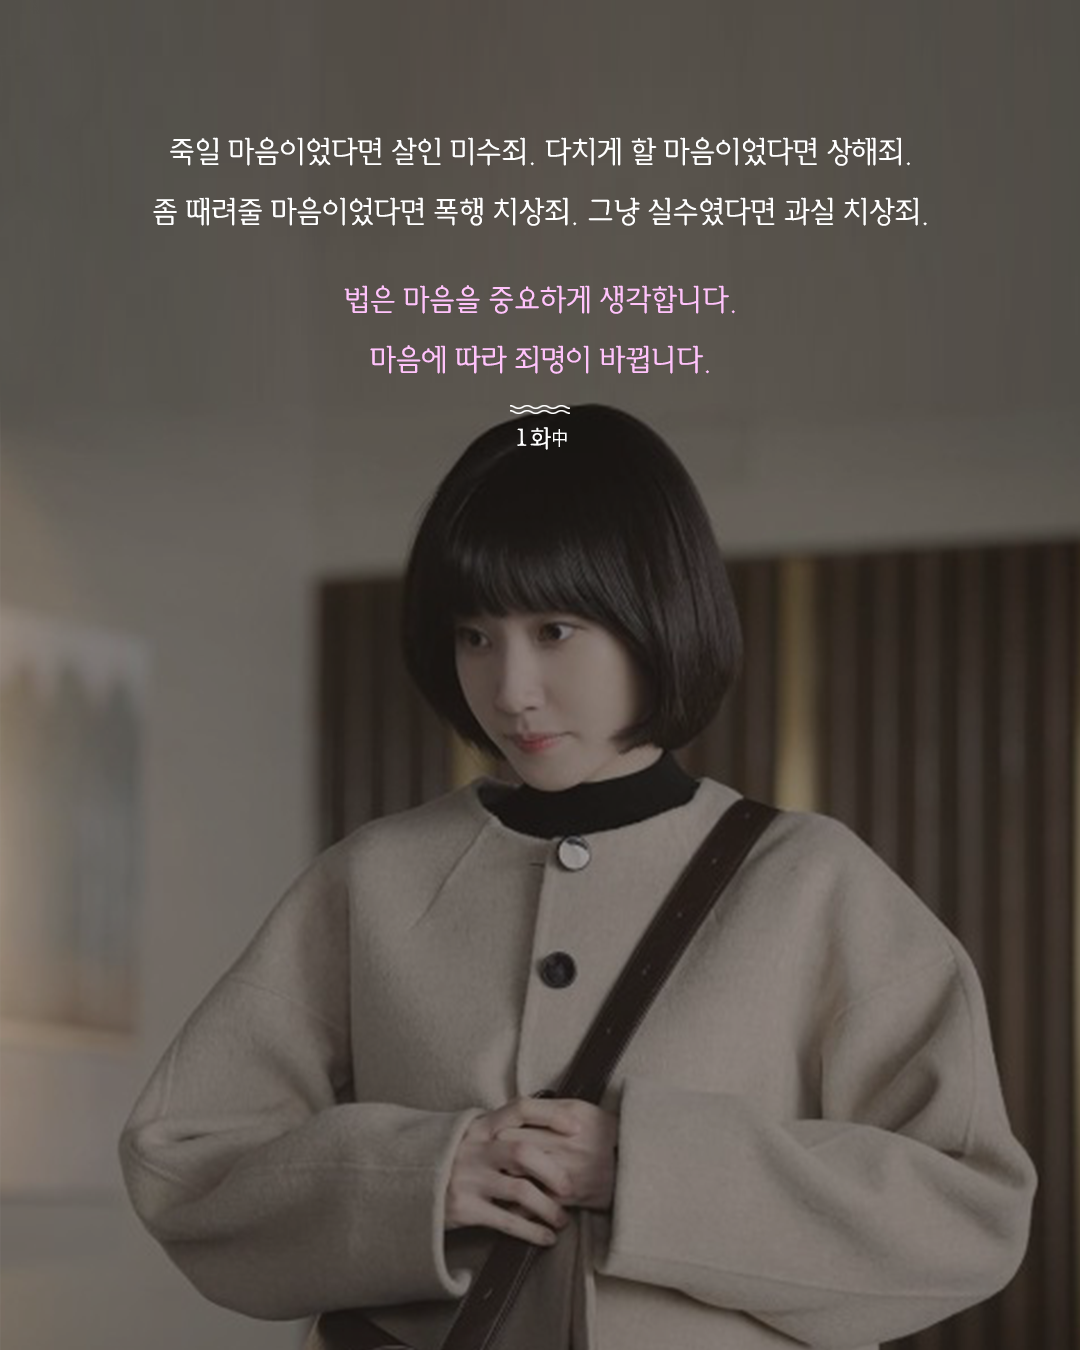 죽일 마음이었다면 살인 미수죄. 다치게 할 마음이었다면 상해죄.
좀 때려줄 마음이었다면 폭행 치상죄. 그냥 실수였다면 과실 치상죄.
법은 마음을 중요하게 생각합니다.
마음에 따라 죄명이 바뀝니다.
1화中